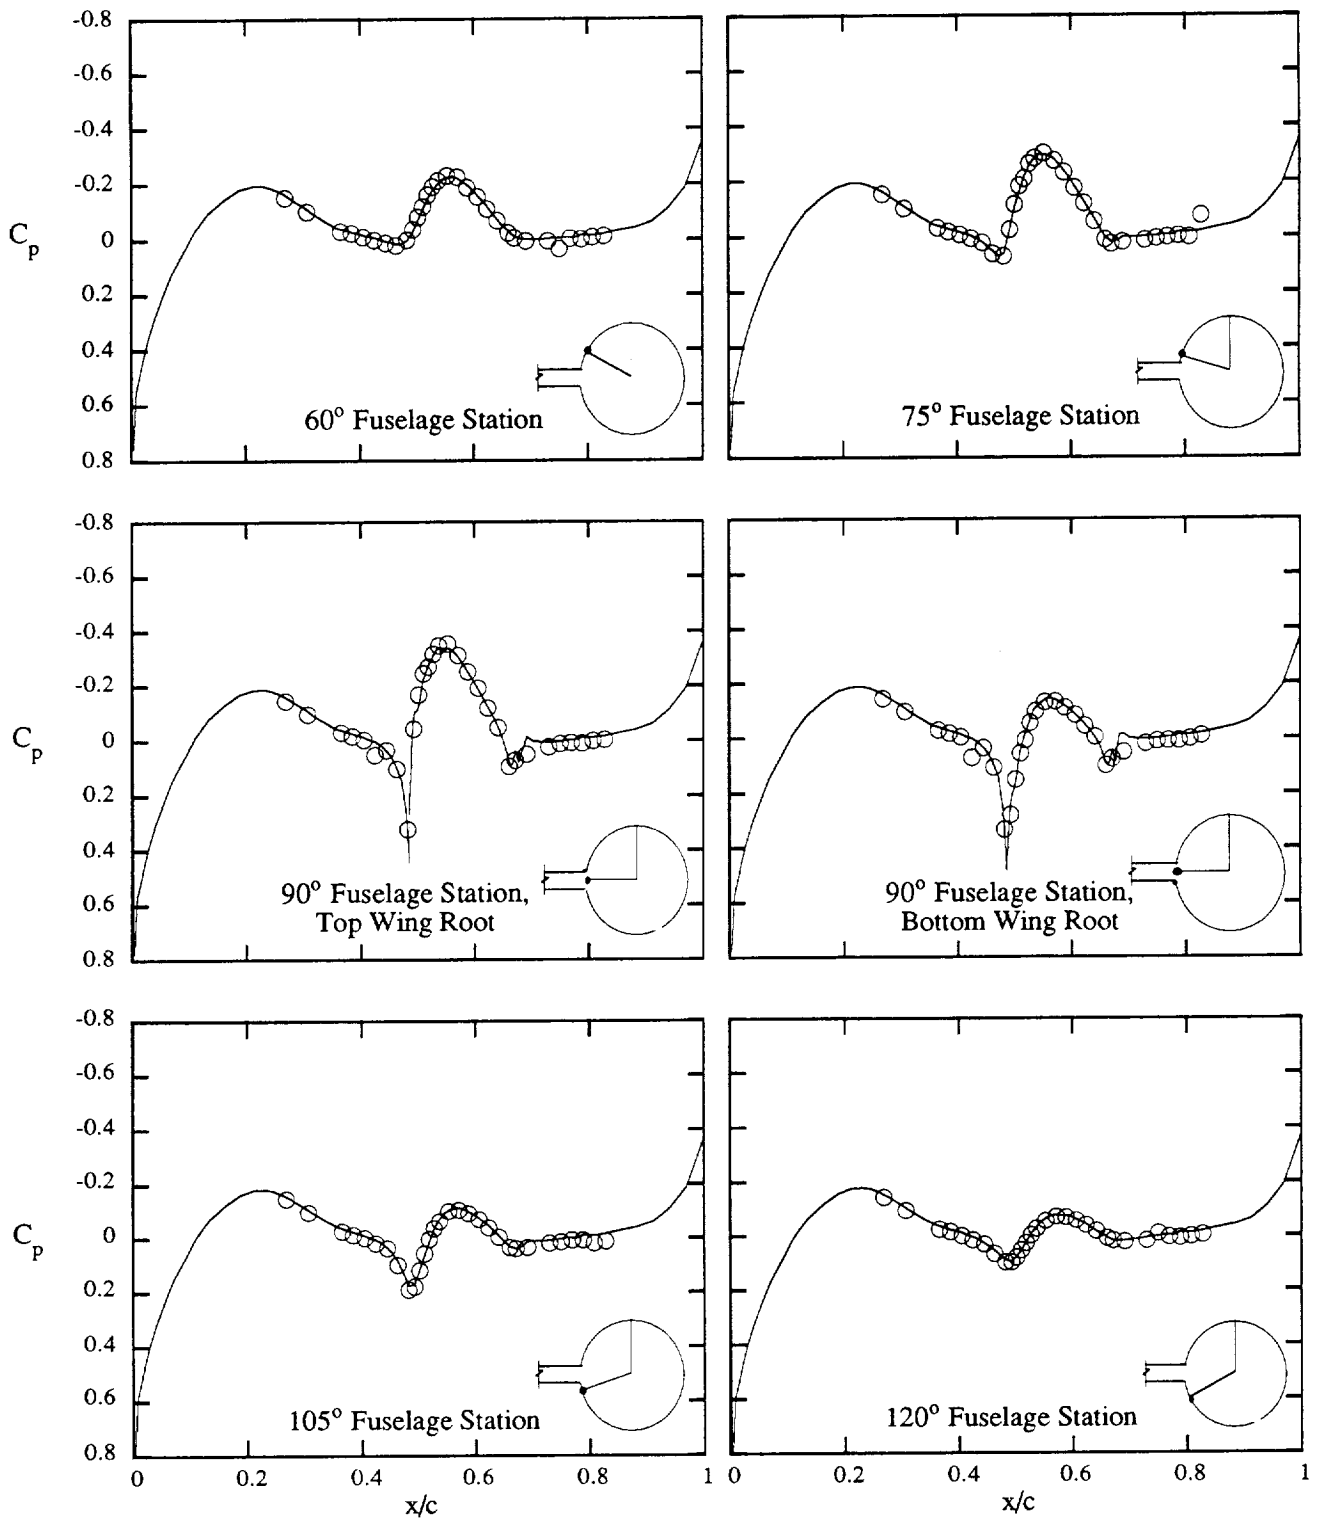 -0.8
-0.6
-0.4
-0.2
0
0.2
0.4
0.6
0.8
Cp
60° Fuselage Station
75° Fuselage Station
-0.8
-0.6
-0.4
-0.2
0
0.2
0.4
0.6
0.8
Cp
90° Fuselage Station,
Top Wing Root
90° Fuselage Station,
Bottom Wing Root
-0.8
-0.6
-0.4
-0.2
0
0.2
0.4
0.6
0.8
Cp
105° Fuselage Station
120° Fuselage Station
0 0.2 0.4 0.6 0.8 1
x/c
0 0.2 0.4 0.6 0.8 1
x/c